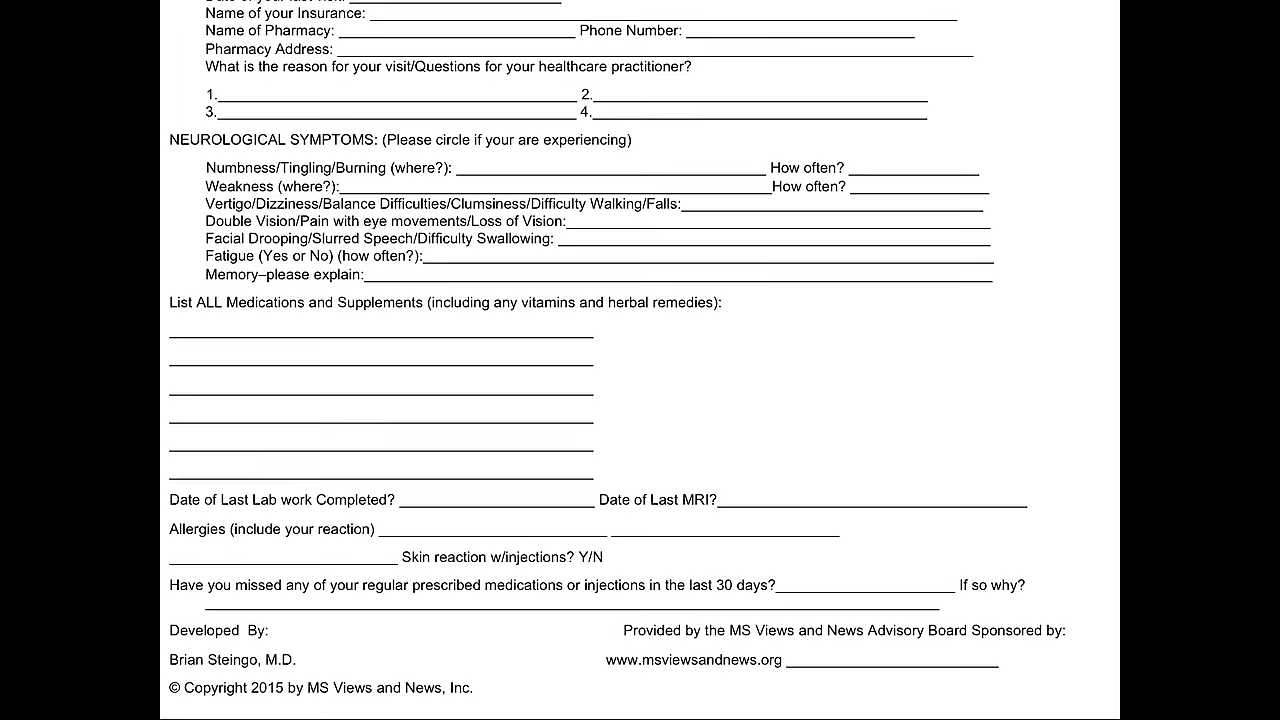 Date of your last visit:
Name of your Insurance:
Name of Pharmacy: Phone Number:
Pharmacy Address:
What is the reason for your visit/Questions for your healthcare practitioner?
1. 2.
3. 4.
NEUROLOGICAL SYMPTOMS: (Please circle if your are experiencing)
Numbness/Tingling/Burning (where?): How often?
Weakness (where?): How often?
Vertigo/Dizziness/Balance Difficulties/Clumsiness/Difficulty Walking/Falls:
Double Vision/Pain with eye movements/Loss of Vision:
Facial Drooping/Slurred Speech/Difficulty Swallowing:
Fatigue (Yes or No) (how often?):
Memory–please explain:
List ALL Medications and Supplements (including any vitamins and herbal remedies):
Date of Last Lab work Completed? Date of Last MRI?
Allergies (include your reaction)
Skin reaction w/injections? Y/N
Have you missed any of your regular prescribed medications or injections in the last 30 days? If so why?
Developed By: Provided by the MS Views and News Advisory Board Sponsored by:
Brian Steingo, M.D. www.msviewsandnews.org
© Copyright 2015 by MS Views and News, Inc.